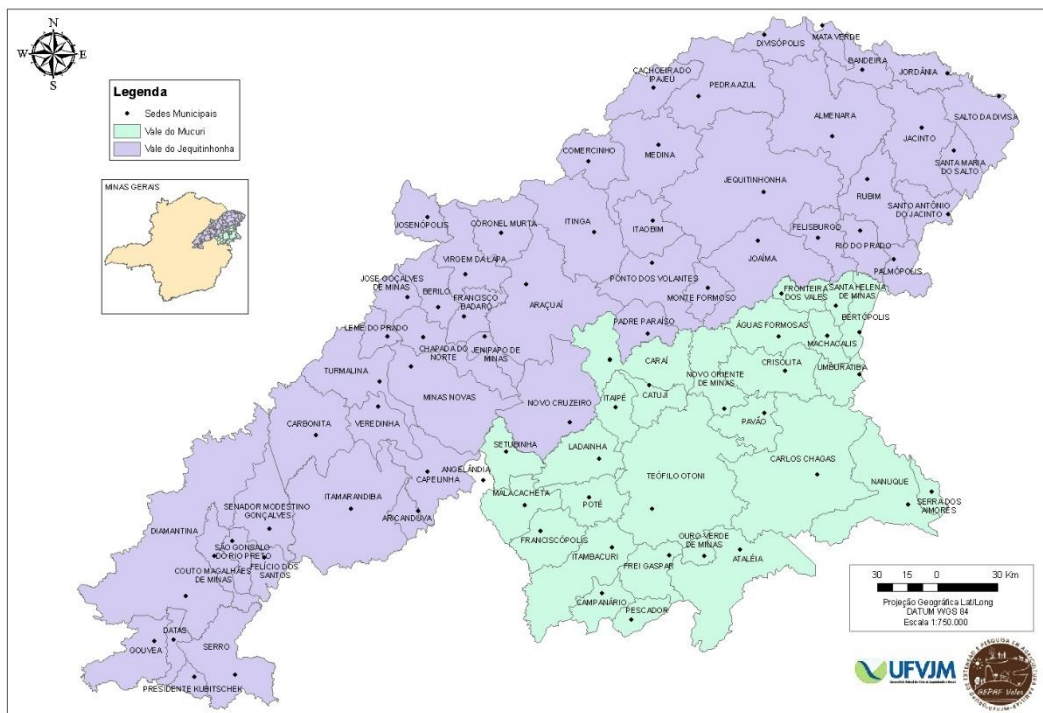 N
W
E
S
Legenda
Sedes Municipais
Vale do Mucuri
Vale do Jequitinhonha
MINAS GERAIS
DIVISÓPOLIS
MATA VERDE
BANDEIRA
JORDÂNIA
CACHOEIRA DO
PAJEU
PEDRA AZUL
ALMENARA
SALTO DA DIVISA
JACINTO
COMERCINHO
MEDINA
SANTA MARIA
DO SALTO
JEQUITINHONHA
RUBIM
SANTO ANTÔNIO
DO JACINTO
JOSENÓPOLIS
CORONEL MURTA
ITINGA
ITAOBIM
FELISBURGO
RIO DO PRADO
JOAÍMA
PALMÓPOLIS
VIRGEM DA LAPA
PONTO DOS VOLANTES
MONTE FORMOSO
JOSE GONÇALVES
DE MINAS
BERILO
FRANCISCO
BADARÓ
ARAÇUAÍ
FRONTEIRA
DOS VALES
SANTA HELENA
DE MINAS
BERTÓPOLIS
LEME DO PRADO
PADRE PARAÍSO
ÁGUAS FORMOSAS
MACHACALIS
CHAPADA DO
NORTE
JENIPAPO DE
MINAS
CARAÍ
CRISÓLITA
UMBURATIBA
TURMALINA
NOVO ORIENTE
DE MINAS
CATUJI
ITAIPÉ
MINAS NOVAS
NOVO CRUZEIRO
PAVÃO
CARBONITA
VEREDINHA
SETUBINHA
LADAINHA
CARLOS CHAGAS
ANGELÂNDIA
CAPELINHA
TEÓFILO OTONI
NANUQUE
ITAMARANDIBA
MALACACHETA
POTÉ
SERRA DOS
AIMORÉS
SENADOR MODESTINO
GONÇALVES
ARICANDUVA
DIAMANTINA
FRANCISCÓPOLIS
OURO VERDE
DE MINAS
SÃO GONSALO
DO RIO PRETO
ITAMBACURI
FREI GASPAR
ATALÉIA
FELÍCIO DOS
SANTOS
COUTO MAGALHÃES
DE MINAS
CAMPANÁRIO
PESCADOR
DATAS
GOUVEA
SERRO
PRESIDENTE KUBITSCHEK
30 15 0 30 Km
Projeção Geográfica Lat/Long
DATUM WGS 84
Escala 1:750.000
UFVJM
GEPAF Vales